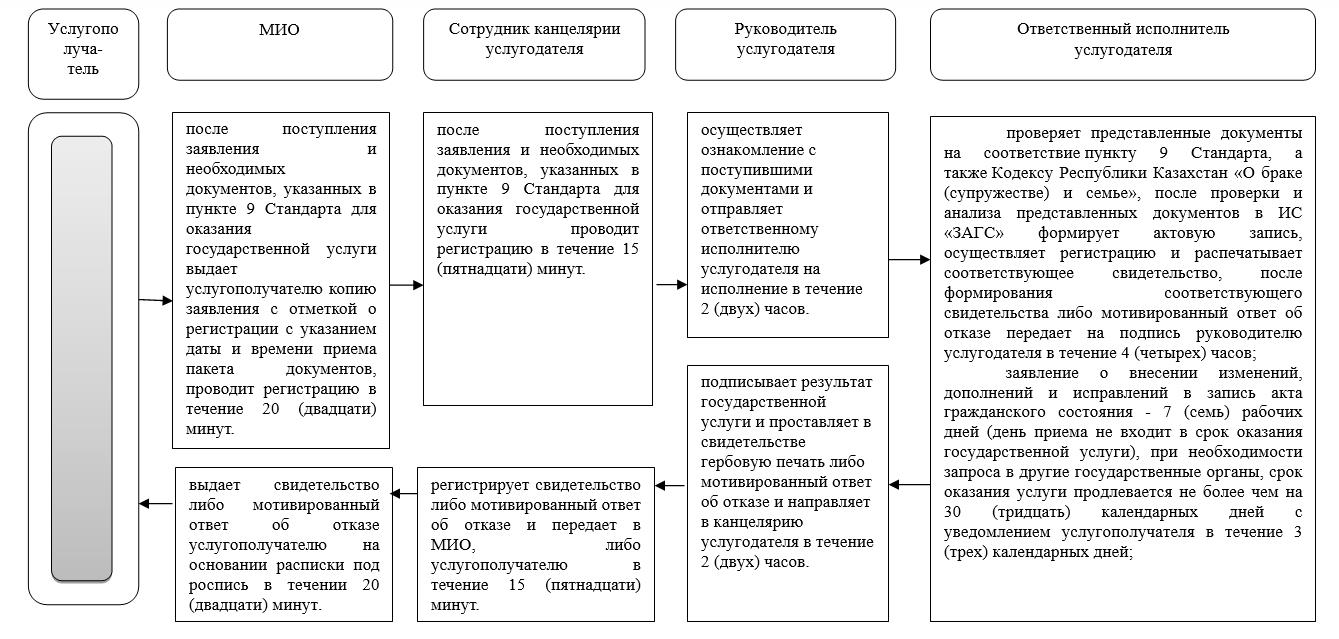 Услугопо
луча-
тель
МИО
Сотрудник канцелярии
услугодателя
Руководитель
услугодателя
Ответственный исполнитель
услугодателя
после поступления
заявления и
необходимых
документов, указанных в
пункте 9 Стандарта для
оказания
государственной услуги
выдает
услугополучателю копию
заявления с отметкой о
регистрации с указанием
даты и времени приема
пакета документов,
проводит регистрацию в
течение 20 (двадцати)
минут.
после поступления
заявления и необходимых
документов, указанных в
пункте 9 Стандарта для
оказания государственной
услуги проводит
регистрацию в течение 15
(пятнадцати) минут.
осуществляет
ознакомление с
поступившими
документами и
отправляет
ответственному
исполнителю
услугодателя на
исполнение в течение
2 (двух) часов.
проверяет представленные документы
на соответствие пункту 9 Стандарта, а
также Кодексу Республики Казахстан «О браке
(супружестве) и семье», после проверки и
анализа представленных документов в ИС
«ЗАГС» формирует актовую запись,
осуществляет регистрацию и распечатывает
соответствующее свидетельство, после
формирования соответствующего
свидетельства либо мотивированный ответ об
отказе передает на подпись руководителю
услугодателя в течение 4 (четырех) часов;
заявление о внесении изменений,
дополнений и исправлений в запись акта
гражданского состояния - 7 (семь) рабочих
дней (день приема не входит в срок оказания
государственной услуги), при необходимости
запроса в другие государственные органы, срок
оказания услуги продлевается не более чем на
30 (тридцать) календарных дней с
уведомлением услугополучателя в течение 3
(трех) календарных дней;
подписывает результат
государственной
услуги и проставляет в
свидетельстве
гербовую печать либо
мотивированный ответ
об отказе и направляет
в канцелярию
услугодателя в течение
2 (двух) часов.
регистрирует свидетельство
либо мотивированный ответ
об отказе и передает в
МИО, либо
услугополучателю в
течение 15 (пятнадцати)
минут.
выдает свидетельство
либо мотивированный
ответ об отказе
услугополучателю на
основании расписки под
роспись в течении 20
(двадцати) минут.